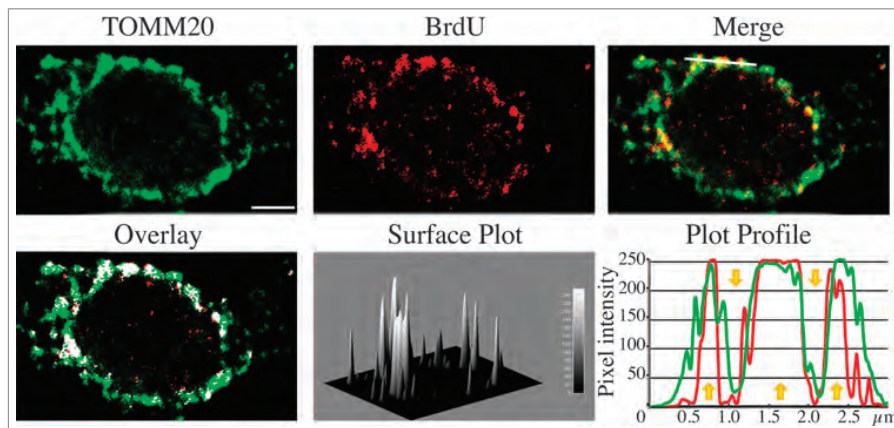 TOMM20 BrdU Merge
Overlay Surface Plot Plot Profile
Pixel intensity
250
200
150
100
50
0.5 1.0 1.5 2.0 2.5 µm